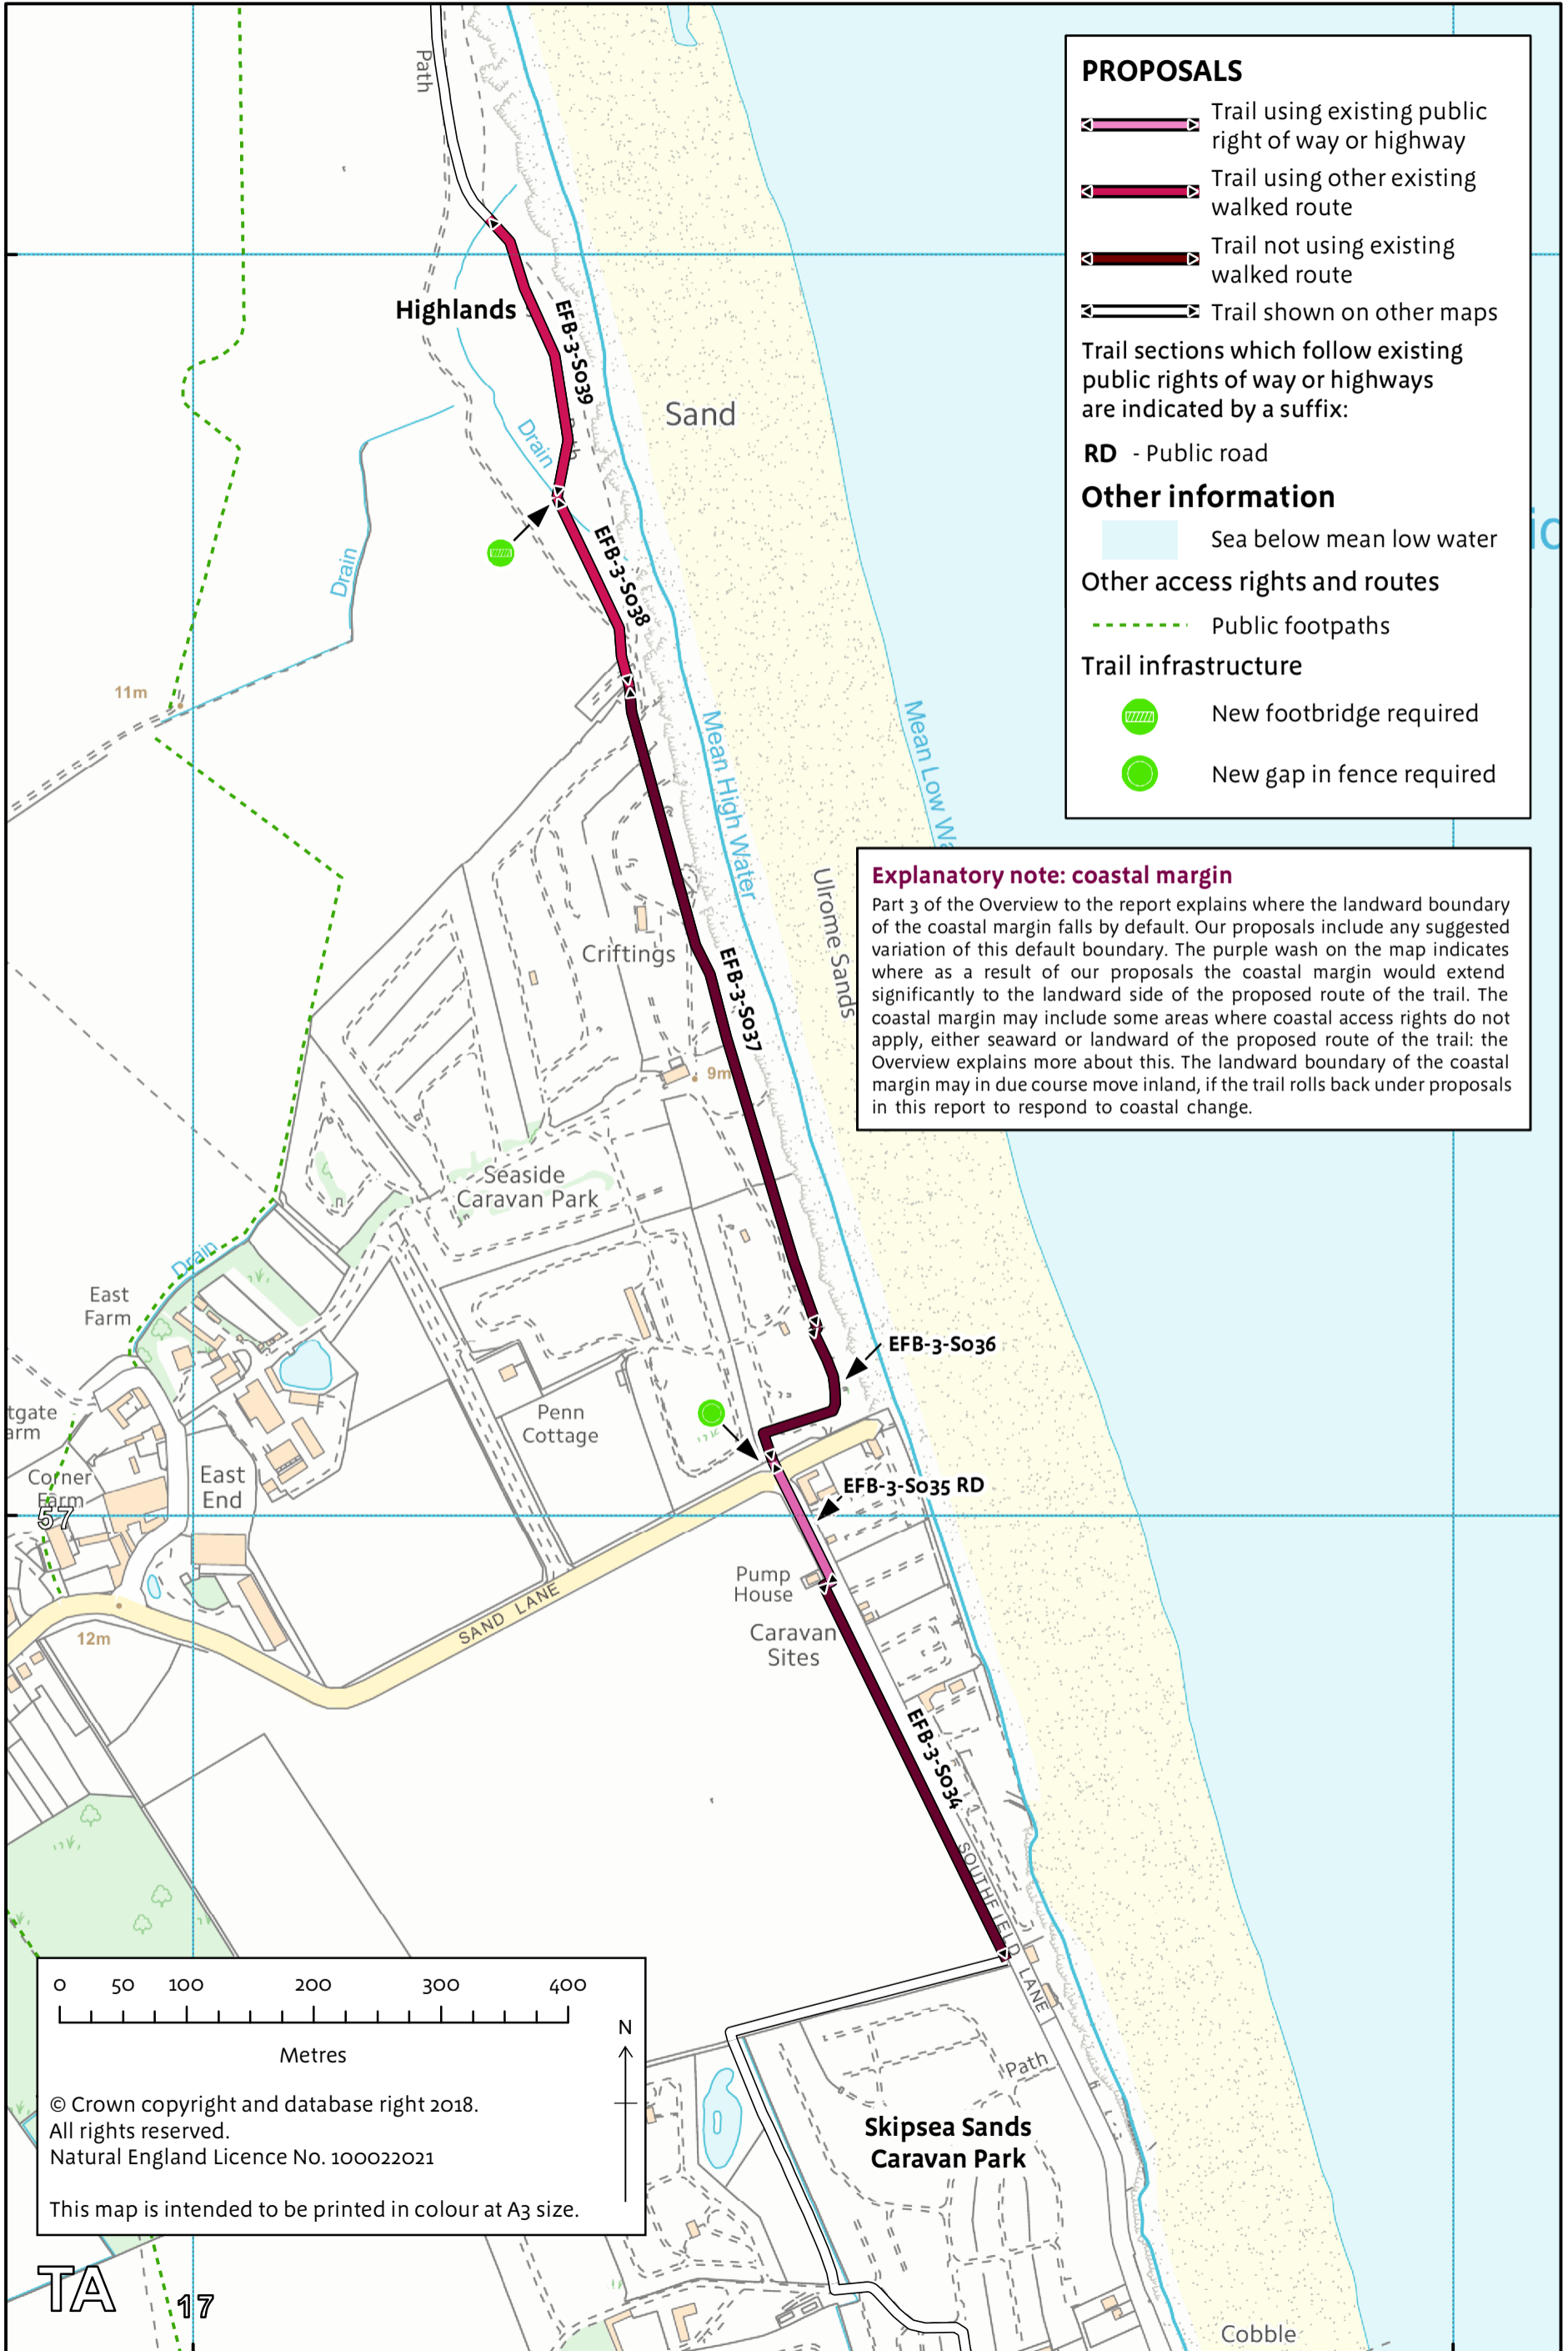 Path
PROPOSALS
Trail using existing public
right of way or highway
Trail using other existing
walked route
Trail not using existing
walked route
Trail shown on other maps
Trail sections which follow existing
public rights of way or highways
are indicated by a suffix:
RD - Public road
Other information
Sea below mean low water
Other access rights and routes
Public footpaths
Trail infrastructure
New footbridge required
New gap in fence required
Highlands
EFB-3-S039
Sand
Drain
Drain
EFB-3-S038
11m
Mean High Water
Mean Low Wa
Explanatory note: coastal margin
Part 3 of the Overview to the report explains where the landward boundary
of the coastal margin falls by default. Our proposals include any suggested
variation of this default boundary. The purple wash on the map indicates
where as a result of our proposals the coastal margin would extend
significantly to the landward side of the proposed route of the trail. The
coastal margin may include some areas where coastal access rights do not
apply, either seaward or landward of the proposed route of the trail: the
Overview explains more about this. The landward boundary of the coastal
margin may in due course move inland, if the trail rolls back under proposals
in this report to respond to coastal change.
Ulrome Sands
Criftings
EFB-3-S037
9m
Seaside
Caravan Park
Drain
East
Farm
EFB-3-S036
Penn
Cottage
tgate
arm
Corner
Farm
East
End
57
EFB-3-S035 RD
Pump
House
SAND LANE
Caravan
Sites
12m
EFB-3-S034
SOUTHFIELD LANE
0 50 100 200 300 400
Metres
N
© Crown copyright and database right 2018.
All rights reserved.
Natural England Licence No. 100022021
This map is intended to be printed in colour at A3 size.
Path
Skipsea Sands
Caravan Park
TA
17
Cobble